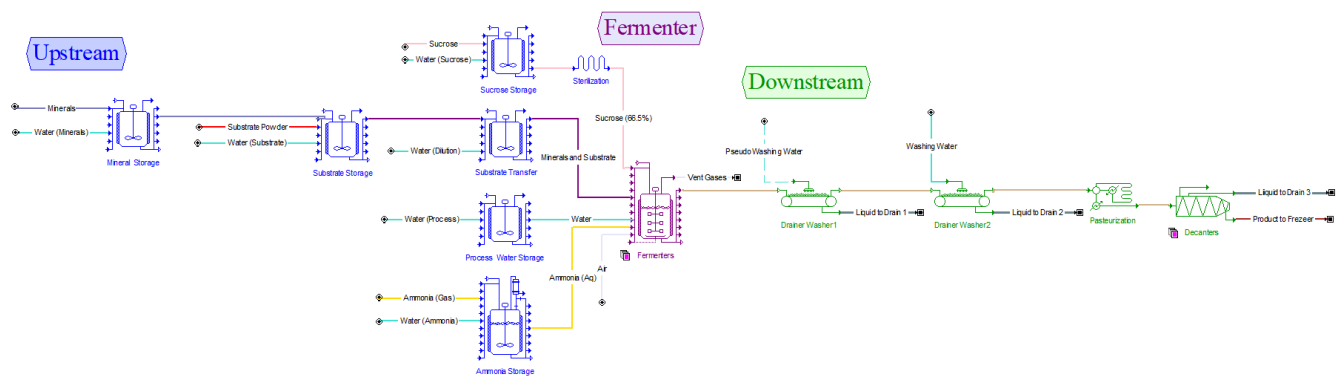 Upstream
Fermenter
Downstream
Sucrose
Water (Sucrose)
Sucrose Storage
Sterilization
Sucrose (66.5%)
Minerals
Water (Minerals)
Mineral Storage
Substrate Powder
Water (Substrate)
Substrate Storage
Water (Dilution)
Substrate Transfer
Minerals and Substrate
Water (Process)
Process Water Storage
Water
Ammonia (Gas)
Water (Ammonia)
Ammonia Storage
Ammonia (Aq)
Air
Vent Gases
Fermenters
Pseudo Washing Water
Drainer Washer1
Liquid to Drain 1
Washing Water
Drainer Washer2
Liquid to Drain 2
Pasteurization
Decanters
Liquid to Drain 3
Product to Frezeer